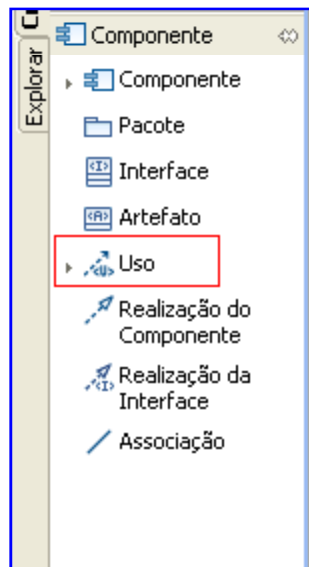 Componente
Explorar
Componente
Pacote
<I>
Interface
<A>
Artefato
<U>
Uso
Realização do
Componente
<I>
Realização da
Interface
Associação